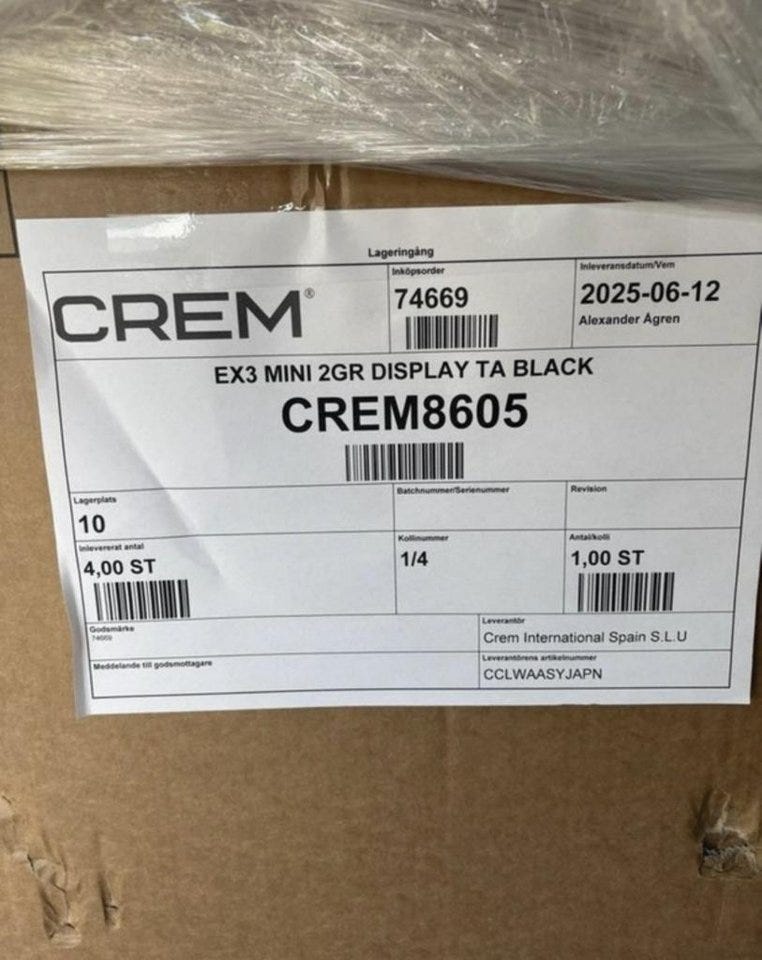 Lageringång
CREM®
Inköpsorder
74669
Inleveransdatum/Vem
2025-06-12
Alexander Ågren
EX3 MINI 2GR DISPLAY TA BLACK
CREM8605
Lagerplats
10
Batchnummer/Serienummer
Revision
Inlevererat antal
4,00 ST
Kollinummer
1/4
Antal/kolli
1,00 ST
Godsmärke
74669
Leverantör
Crem International Spain S.L.U
Meddelande till godsmottagare
Leverantörens artikelnummer
CCLWAASYJAPN